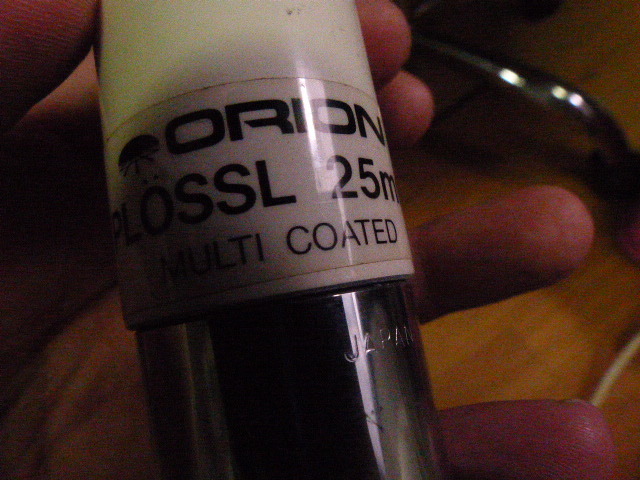 ORION
PLÖSSL 25m
MULTI COATED
JAPAN